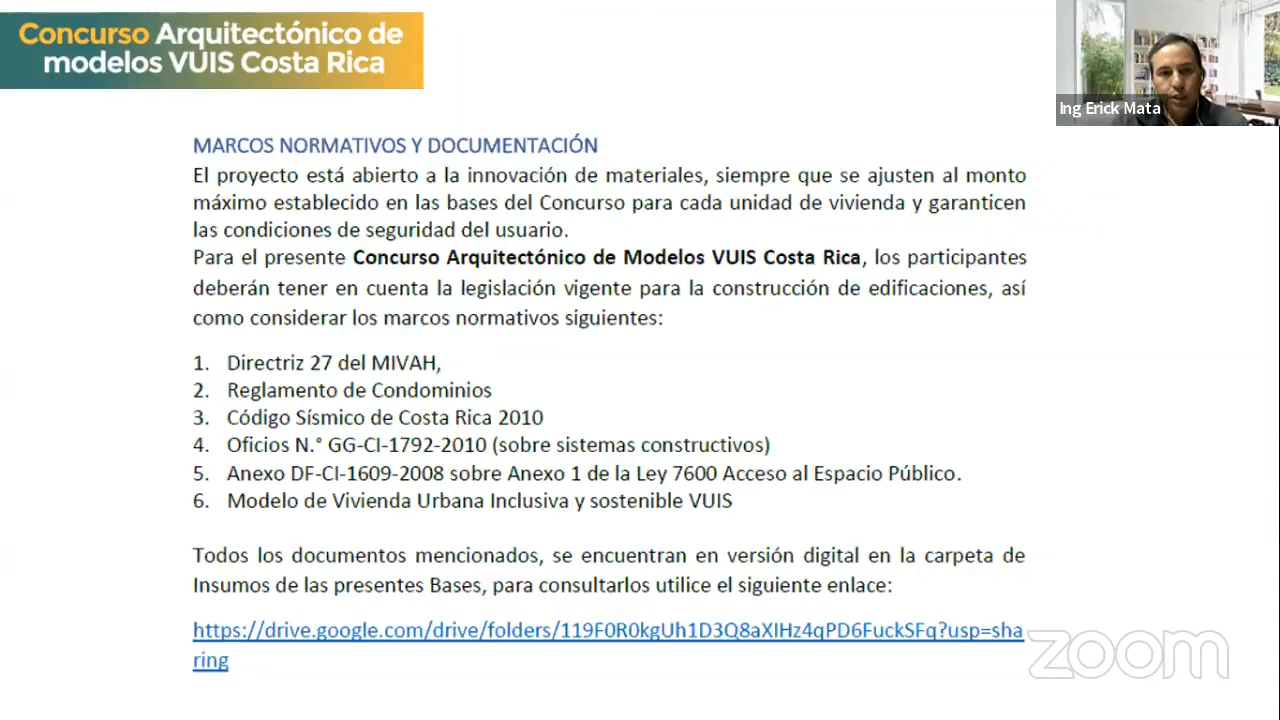 Concurso Arquitectónico de
modelos VUIS Costa Rica
Ing Erick Mata
MARCOS NORMATIVOS Y DOCUMENTACIÓN
El proyecto está abierto a la innovación de materiales, siempre que se ajusten al monto
máximo establecido en las bases del Concurso para cada unidad de vivienda y garanticen
las condiciones de seguridad del usuario.
Para el presente Concurso Arquitectónico de Modelos VUIS Costa Rica, los participantes
deberán tener en cuenta la legislación vigente para la construcción de edificaciones, así
como considerar los marcos normativos siguientes:
1. Directriz 27 del MIVAH,
2. Reglamento de Condominios
3. Código Sísmico de Costa Rica 2010
4. Oficios N.° GG-CI-1792-2010 (sobre sistemas constructivos)
5. Anexo DF-CI-1609-2008 sobre Anexo 1 de la Ley 7600 Acceso al Espacio Público.
6. Modelo de Vivienda Urbana Inclusiva y sostenible VUIS
Todos los documentos mencionados, se encuentran en versión digital en la carpeta de
Insumos de las presentes Bases, para consultarlos utilice el siguiente enlace:
https://drive.google.com/drive/folders/119F0R0kgUh1D3Q8aXIHz4qPD6FuckSFq?usp=sha
ring
zoom